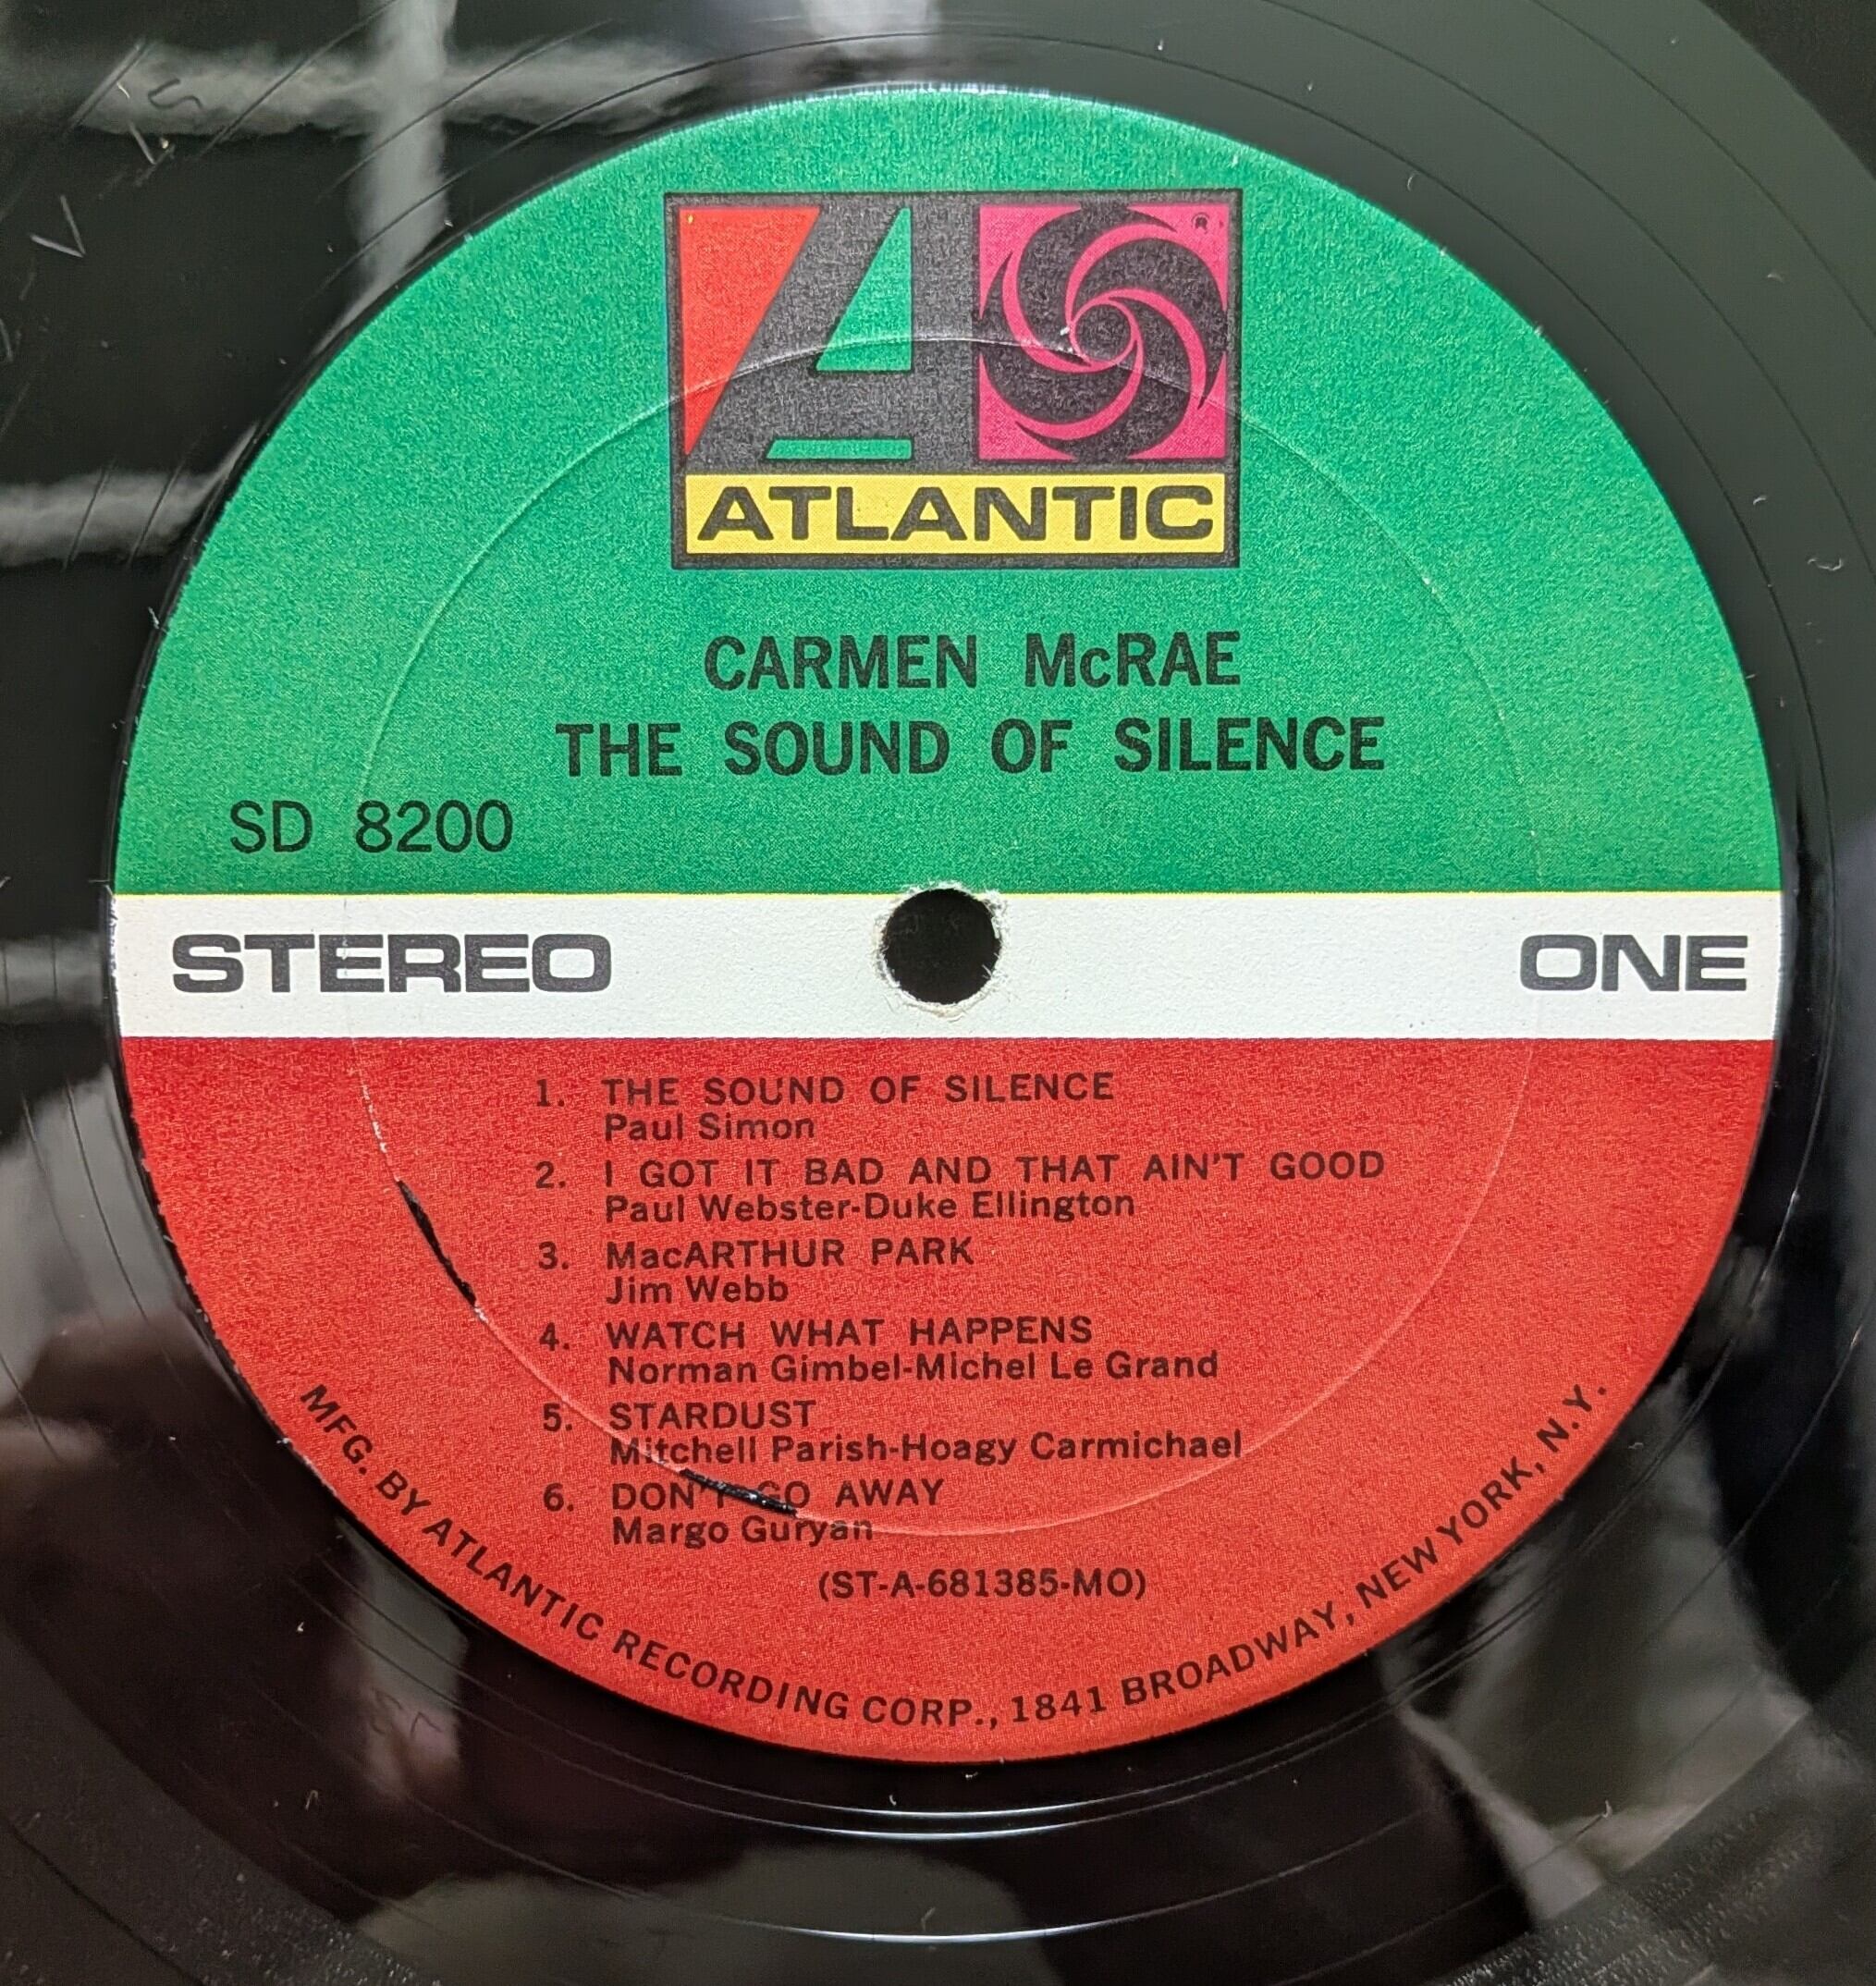 ATLANTIC
CARMEN McRAE
THE SOUND OF SILENCE
SD 8200
STEREO
ONE
1. THE SOUND OF SILENCE
Paul Simon
2. I GOT IT BAD AND THAT AIN'T GOOD
Paul Webster-Duke Ellington
3. MacARTHUR PARK
Jim Webb
4. WATCH WHAT HAPPENS
Norman Gimbel-Michel Le Grand
5. STARDUST
Mitchell Parish-Hoagy Carmichael
6. DON'T GO AWAY
Margo Guryan
(ST-A-681385-MO)
MFG. BY ATLANTIC RECORDING CORP., 1841 BROADWAY, NEW YORK, N.Y.